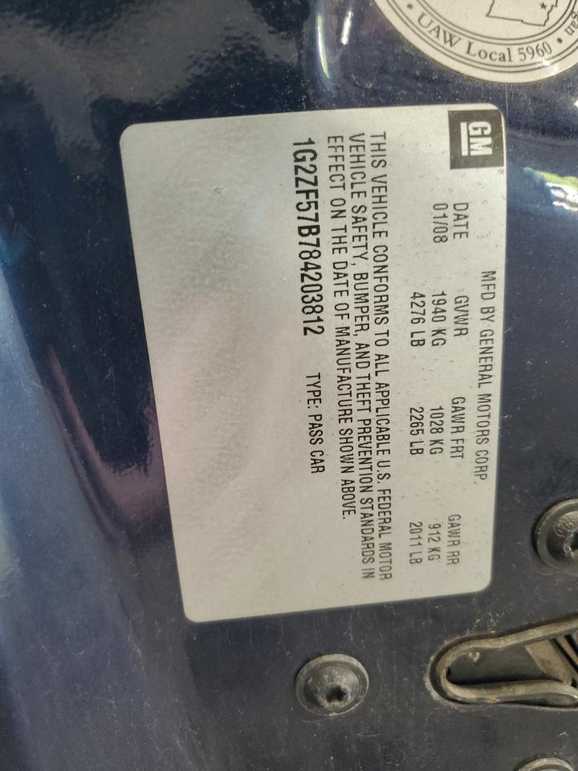 UAW Local 5960
GM
MFD BY GENERAL MOTORS CORP.
DATE GVWR GAWR FRT GAWR RR
01/08 1940 KG 1028 KG 912 KG
4276 LB 2265 LB 2011 LB
THIS VEHICLE CONFORMS TO ALL APPLICABLE U.S. FEDERAL MOTOR
VEHICLE SAFETY, BUMPER, AND THEFT PREVENTION STANDARDS IN
EFFECT ON THE DATE OF MANUFACTURE SHOWN ABOVE.
1G2ZF57B784203812 TYPE: PASS CAR